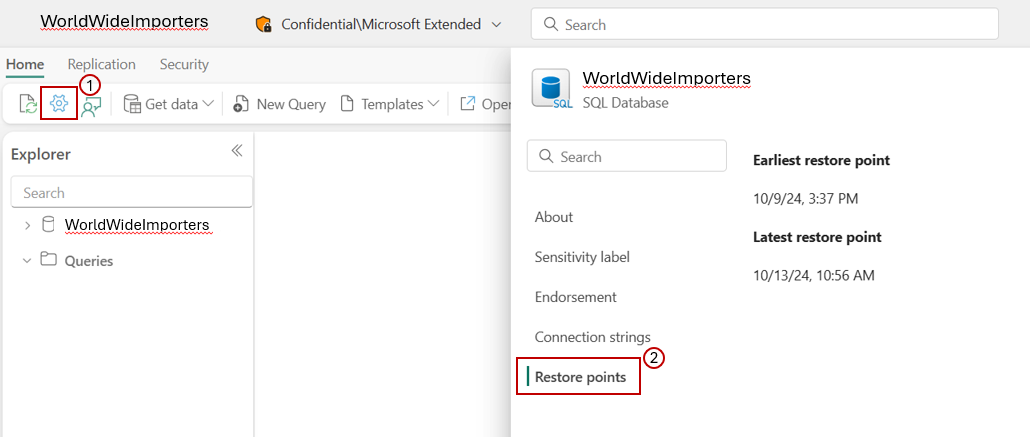 WorldWideImporters
Confidential\Microsoft Extended
Search
Home Replication Security
1
Get data New Query Templates Open
Explorer
Search
WorldWideImporters
Queries
WorldWideImporters
SQL
SQL Database
Search
About
Sensitivity label
Endorsement
Connection strings
2
Restore points
Earliest restore point
10/9/24, 3:37 PM
Latest restore point
10/13/24, 10:56 AM